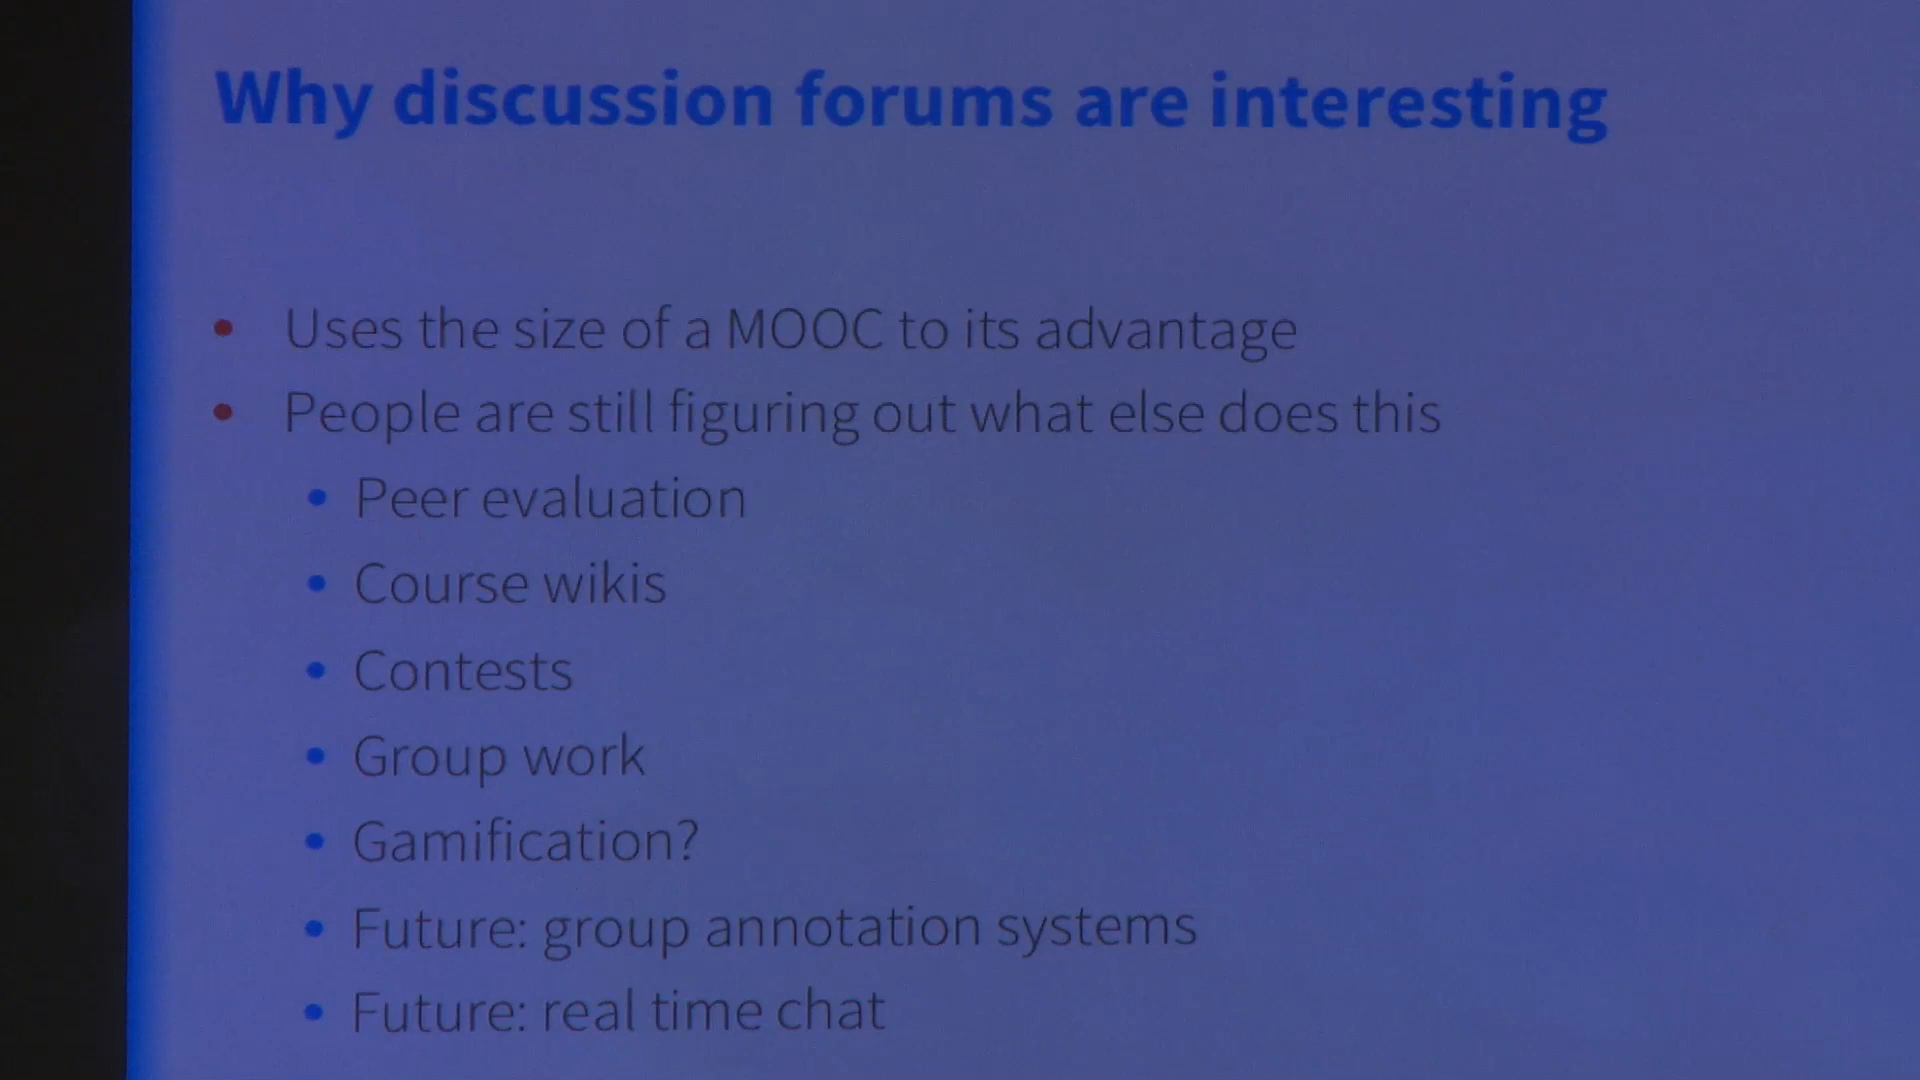 Why discussion forums are interesting
• Uses the size of a MOOC to its advantage
• People are still figuring out what else does this
• Peer evaluation
• Course wikis
• Contests
• Group work
• Gamification?
• Future: group annotation systems
• Future: real time chat